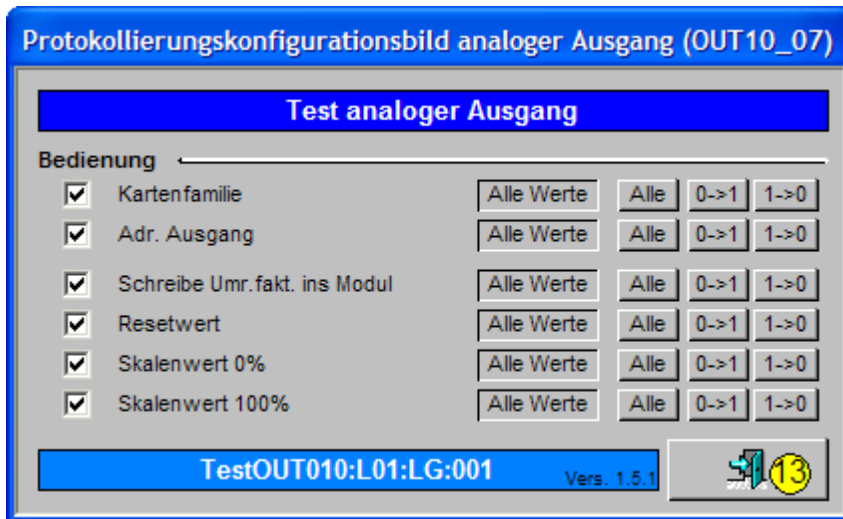 Protokollierungskonfigurationsbild analoger Ausgang (OUT10_07)
Test analoger Ausgang
Bedienung
Kartenfamilie Alle Werte Alle 0->1 1->0
Adr. Ausgang Alle Werte Alle 0->1 1->0
Schreibe Umr.fakt. ins Modul Alle Werte Alle 0->1 1->0
Resetwert Alle Werte Alle 0->1 1->0
Skalenwert 0% Alle Werte Alle 0->1 1->0
Skalenwert 100% Alle Werte Alle 0->1 1->0
TestOUT010:L01:LG:001 Vers. 1.5.1 13